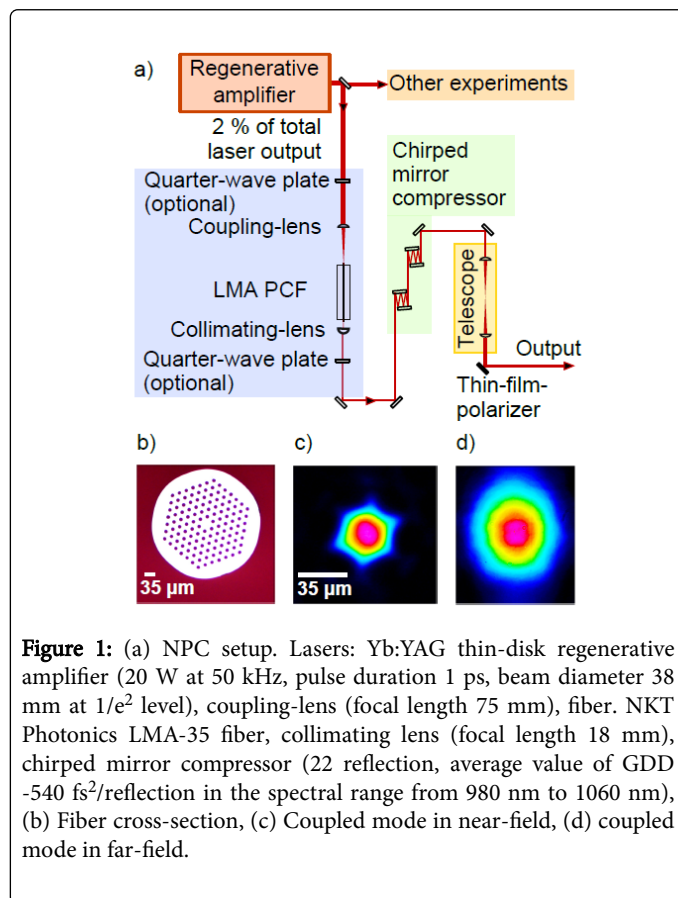 a)
Regenerative
amplifier
Other experiments
2 % of total
laser output
Chirped
mirror
compressor
Quarter-wave plate
(optional)
Coupling-lens
LMA PCF
Collimating-lens
Quarter-wave plate
(optional)
Telescope
Output
Thin-film-
polarizer
b)
c)
d)
35 µm
35 µm
Figure 1: (a) NPC setup. Lasers: Yb:YAG thin-disk regenerative
amplifier (20 W at 50 kHz, pulse duration 1 ps, beam diameter 38
mm at 1/e² level), coupling-lens (focal length 75 mm), fiber. NKT
Photonics LMA-35 fiber, collimating lens (focal length 18 mm),
chirped mirror compressor (22 reflection, average value of GDD
-540 fs²/reflection in the spectral range from 980 nm to 1060 nm),
(b) Fiber cross-section, (c) Coupled mode in near-field, (d) coupled
mode in far-field.